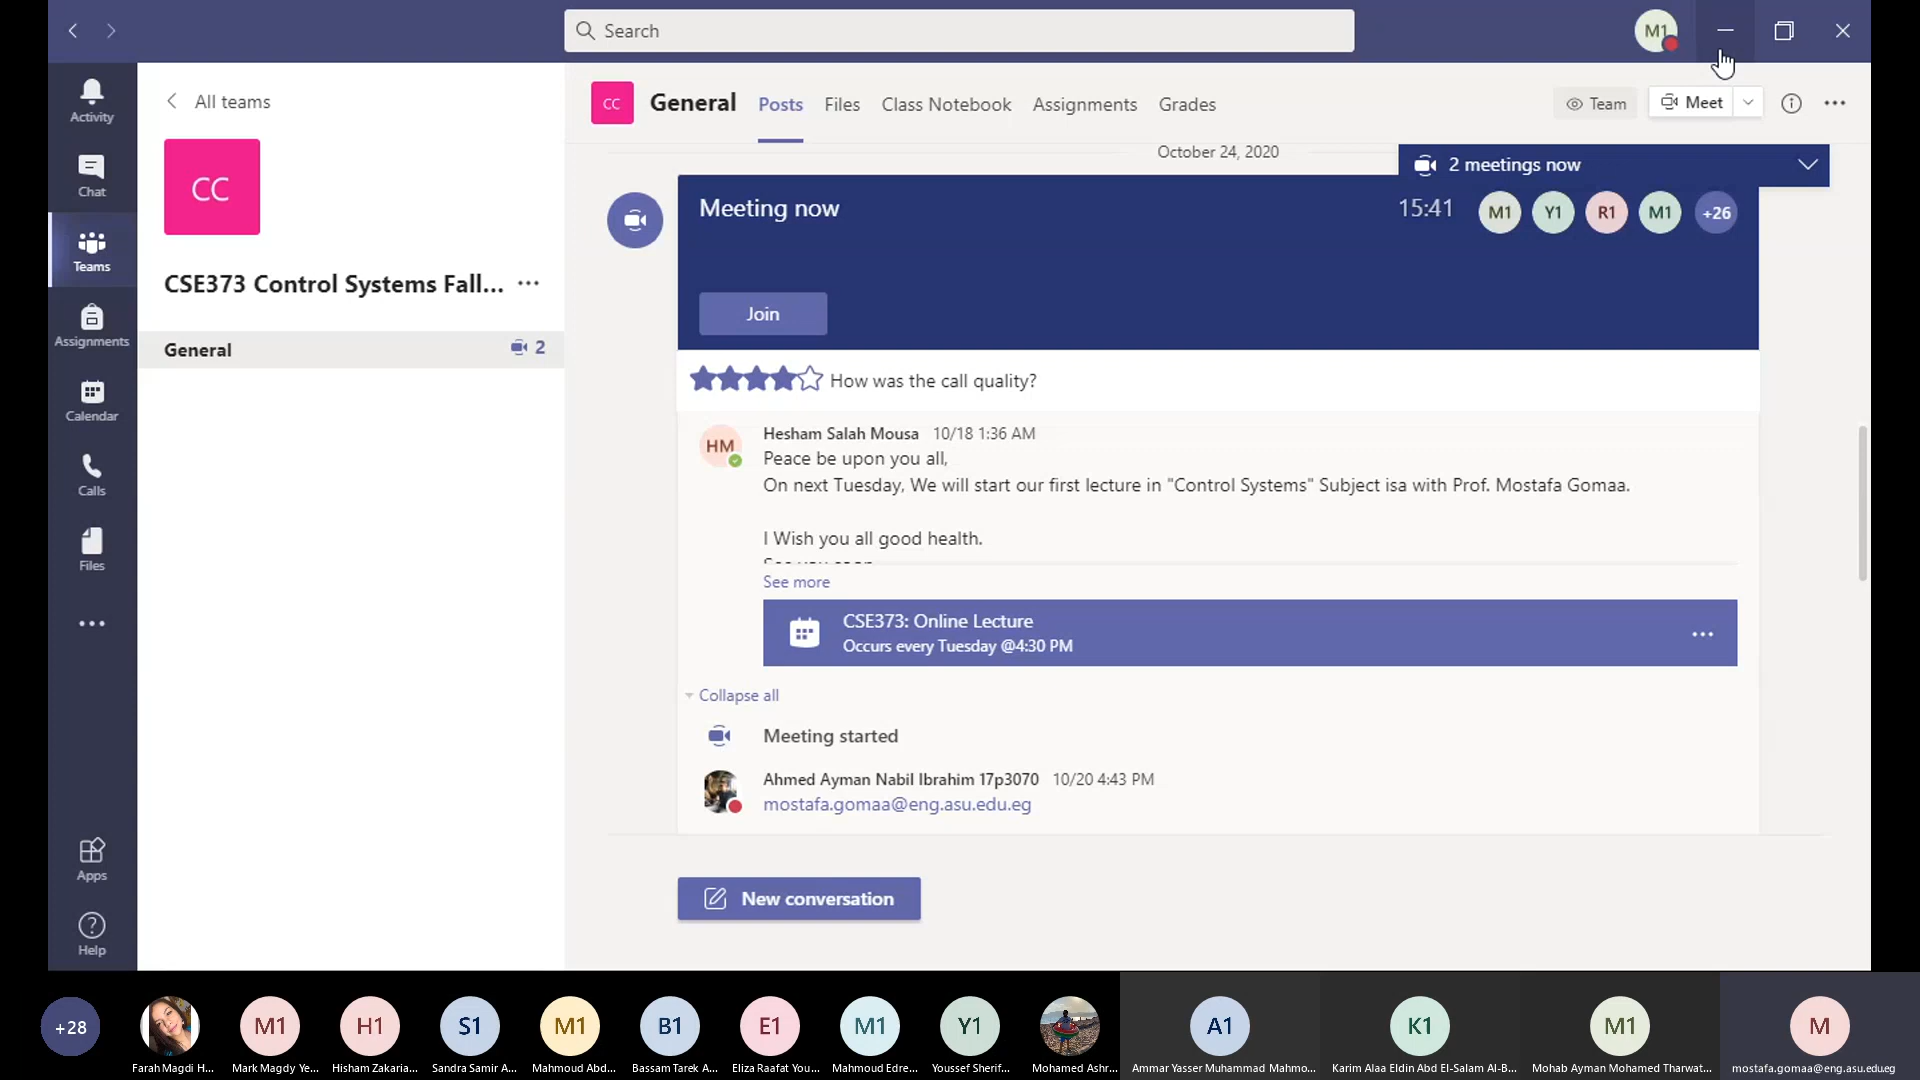 Search
M1
Activity
Chat
Teams
Assignments
Calendar
Calls
Files
Apps
Help
All teams
CC
CSE373 Control Systems Fall...
General
2
CC
General
Posts
Files
Class Notebook
Assignments
Grades
Team
Meet
October 24, 2020
2 meetings now
Meeting now
15:41
M1
Y1
R1
M1
+26
Join
How was the call quality?
HM
Hesham Salah Mousa 10/18 1:36 AM
Peace be upon you all,
On next Tuesday, We will start our first lecture in "Control Systems" Subject isa with Prof. Mostafa Gomaa.
I Wish you all good health.
See more
CSE373: Online Lecture
Occurs every Tuesday @4:30 PM
Collapse all
Meeting started
Ahmed Ayman Nabil Ibrahim 17p3070 10/20 4:43 PM
mostafa.gomaa@eng.asu.edu.eg
New conversation
+28
Farah Magdi H...
M1
Mark Magdy Ye...
H1
Hisham Zakaria...
S1
Sandra Samir A...
M1
Mahmoud Abd...
B1
Bassam Tarek A...
E1
Eliza Raafat You...
M1
Mahmoud Edre...
Y1
Youssef Sherif...
Mohamed Ashr...
A1
Ammar Yasser Muhammad Mahmo...
K1
Karim Alaa Eldin Abd El-Salam Al-B...
M1
Mohab Ayman Mohamed Tharwat...
M
mostafa.gomaa@eng.asu.edu.eg